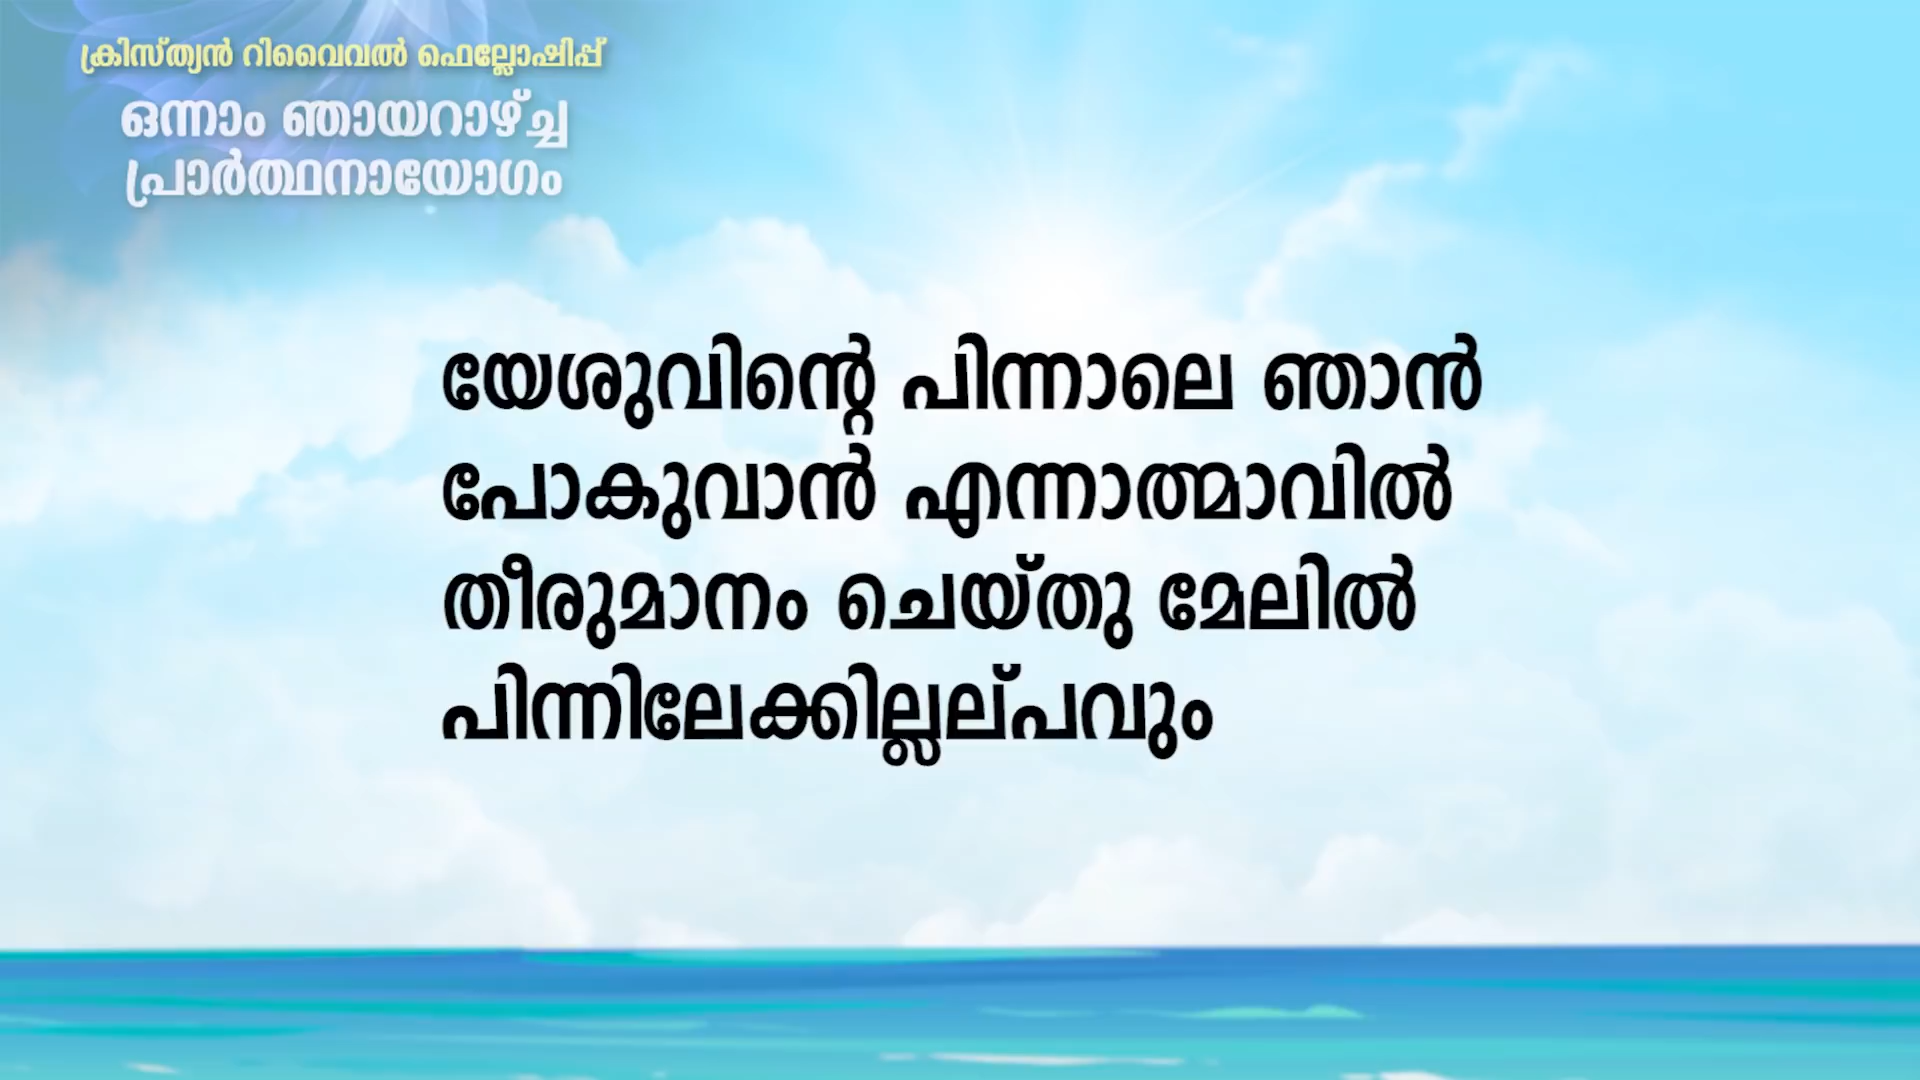 ക്രിസ്ത്യൻ റിവൈവൽ ഫെല്ലോഷിപ്പ്
ഒന്നാം ഞായറാഴ്ച്ച
പ്രാർത്ഥനായോഗം
യേശുവിന്റെ പിന്നാലെ ഞാൻ
പോകുവാൻ എന്നാത്മാവിൽ
തീരുമാനം ചെയ്തു മേലിൽ
പിന്നിലേക്കില്ലല്പവും